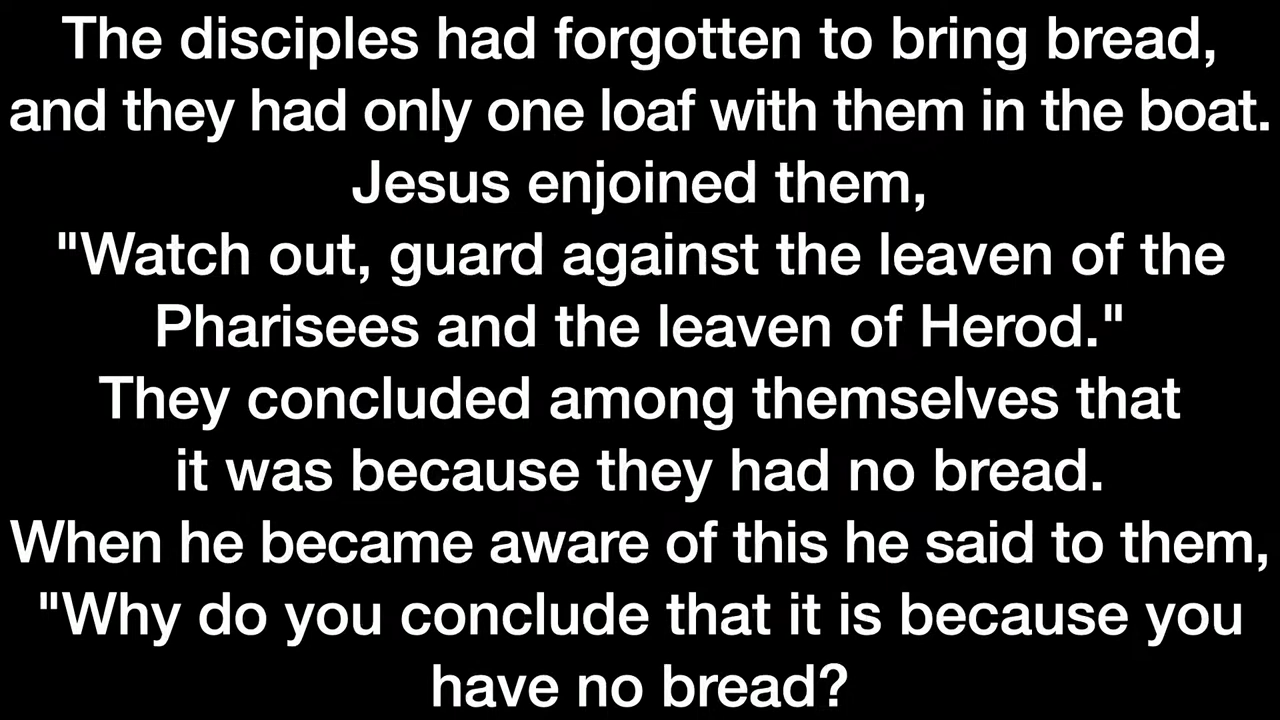 The disciples had forgotten to bring bread,
and they had only one loaf with them in the boat.
Jesus enjoined them,
"Watch out, guard against the leaven of the
Pharisees and the leaven of Herod."
They concluded among themselves that
it was because they had no bread.
When he became aware of this he said to them,
"Why do you conclude that it is because you
have no bread?